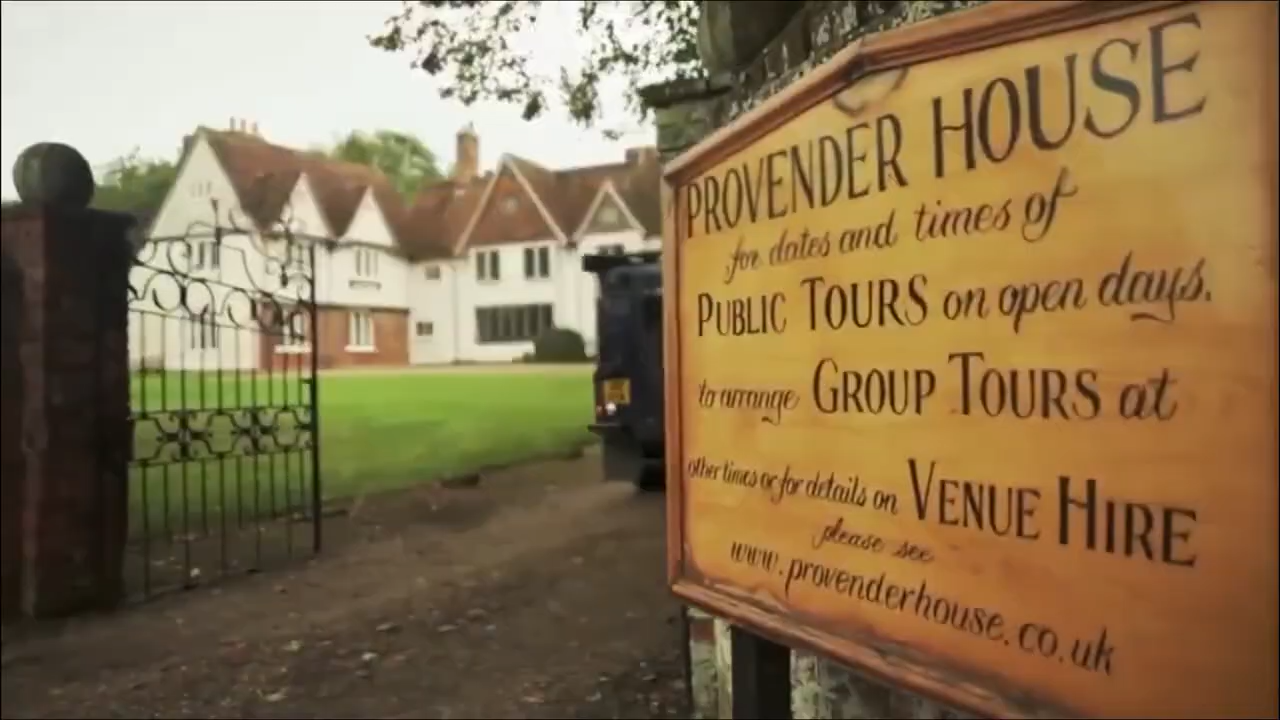 PROVENDER HOUSE
for dates and times of
PUBLIC TOURS on open days.
to arrange GROUP TOURS at
other times or for details on VENUE HIRE
please see
www.provenderhouse.co.uk